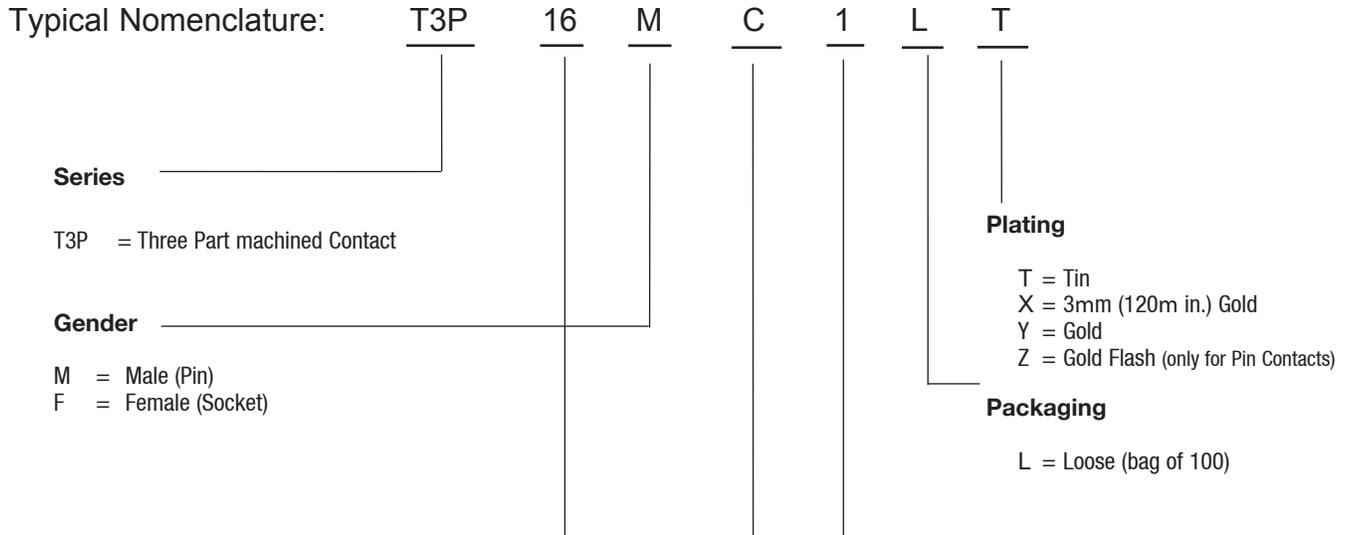 Typical Nomenclature: T3P 16 M C 1 L T
Series
T3P = Three Part machined Contact
Gender
M = Male (Pin)
F = Female (Socket)
Plating
T = Tin
X = 3mm (120m in.) Gold
Y = Gold
Z = Gold Flash (only for Pin Contacts)
Packaging
L = Loose (bag of 100)